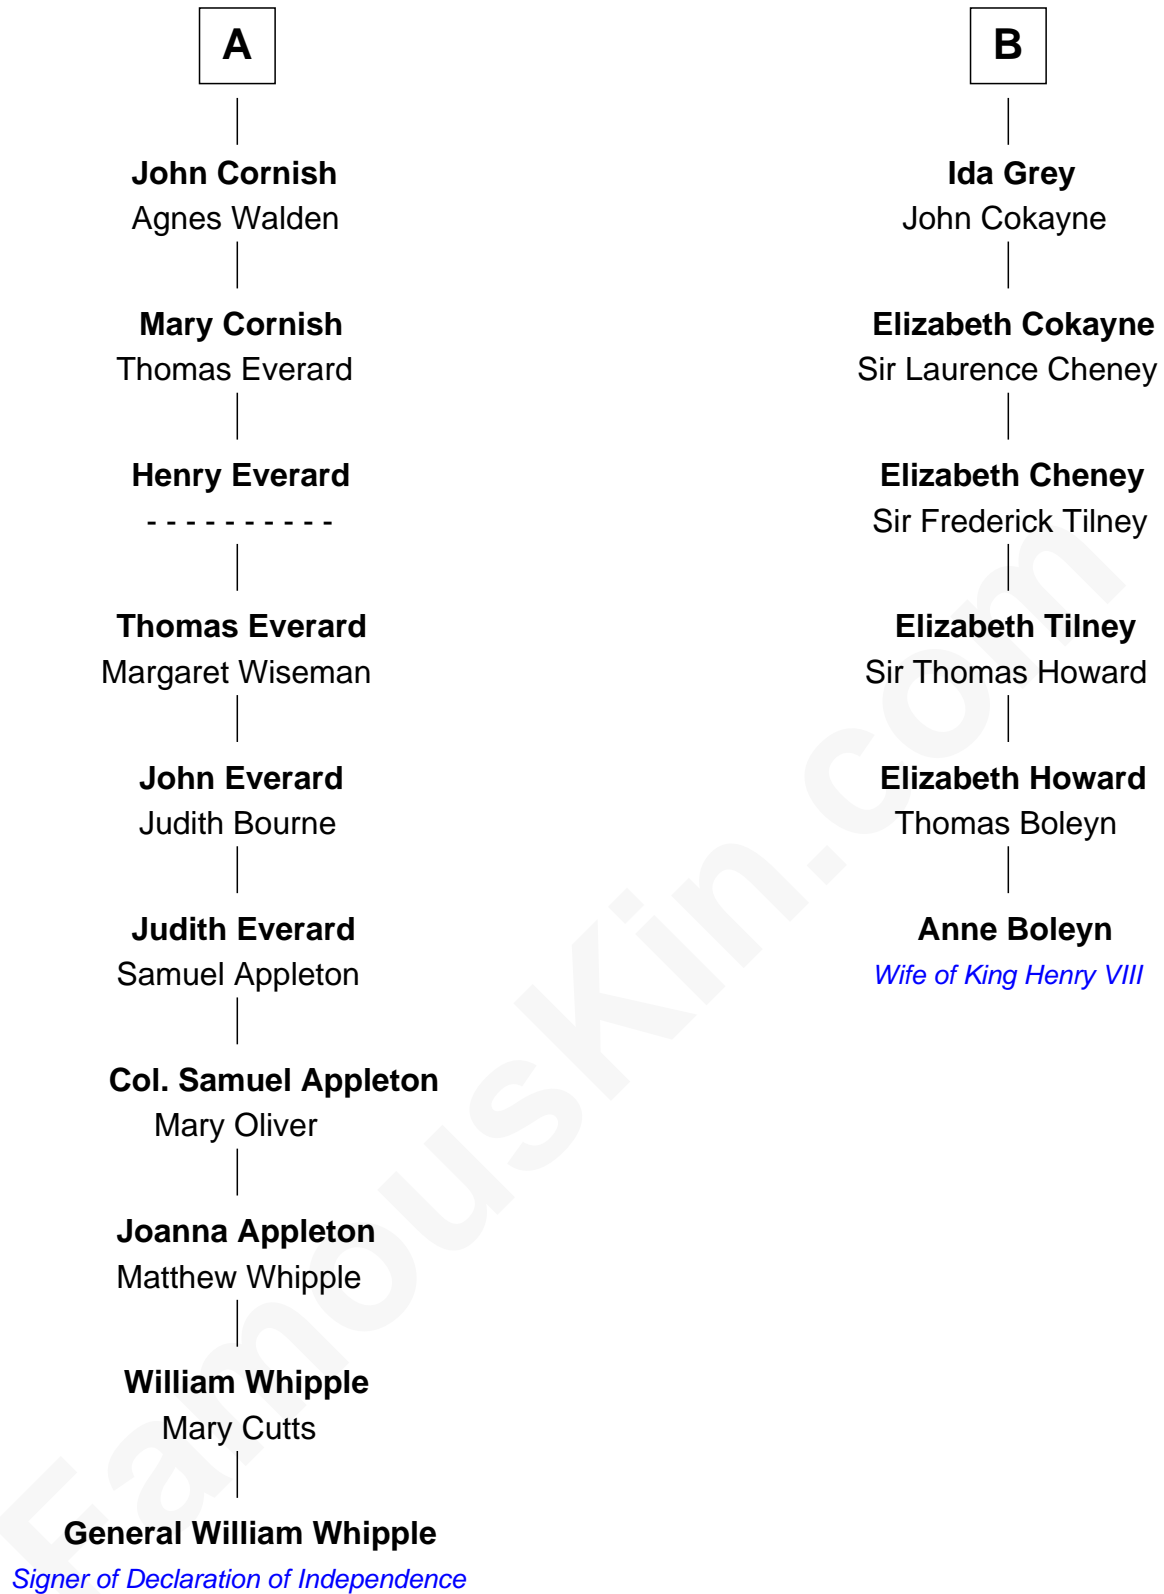 A
John Cornish
Agnes Walden
Mary Cornish
Thomas Everard
Henry Everard
- - - - - - - - - -
Thomas Everard
Margaret Wiseman
John Everard
Judith Bourne
Judith Everard
Samuel Appleton
Col. Samuel Appleton
Mary Oliver
Joanna Appleton
Matthew Whipple
William Whipple
Mary Cutts
General William Whipple
Signer of Declaration of Independence
B
Ida Grey
John Cokayne
Elizabeth Cokayne
Sir Laurence Cheney
Elizabeth Cheney
Sir Frederick Tilney
Elizabeth Tilney
Sir Thomas Howard
Elizabeth Howard
Thomas Boleyn
Anne Boleyn
Wife of King Henry VIII
FamousKin.com